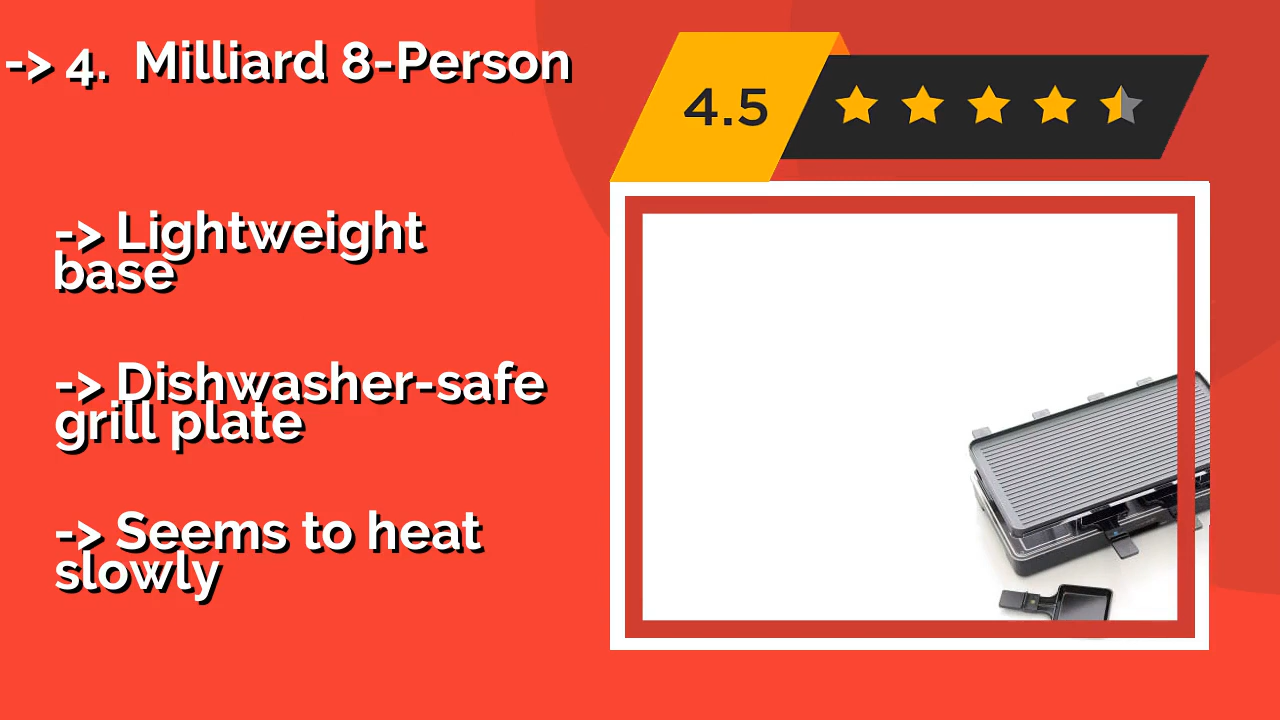 -> 4.  Milliard 8-Person
4.5
-> Lightweight
base
-> Dishwasher-safe
grill plate
-> Seems to heat
slowly